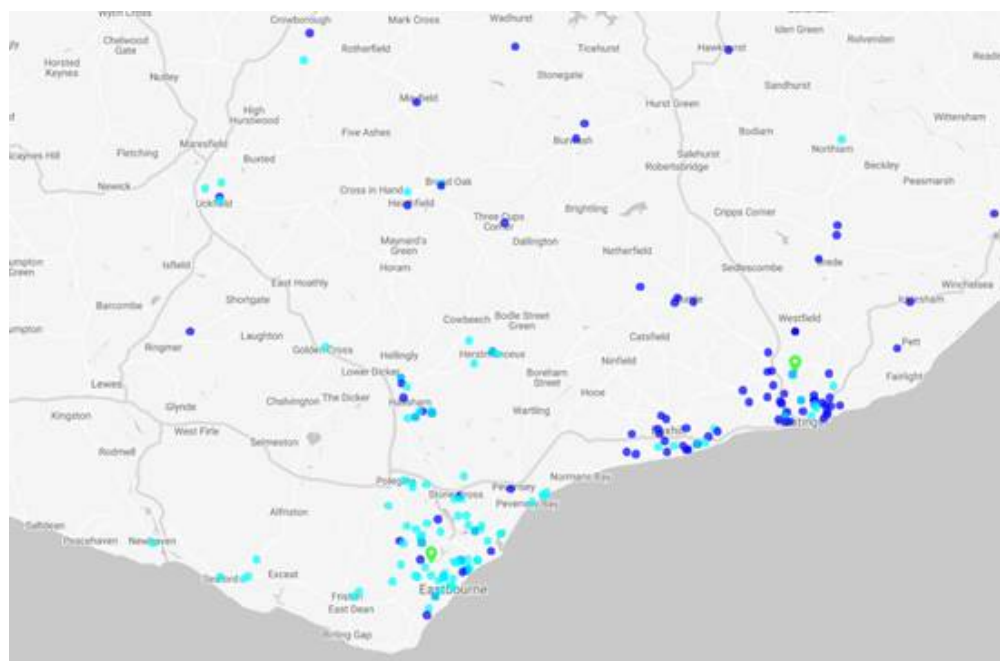 Wych Cross
Crowborough
Mark Cross
Wadhurst
Iden Green
Chelwood
Gate
Rotherfield
Ticehurst
Hawkhurst
Rolvenden
Horsted
Keynes
Nutley
Stonegate
Sandhurst
High
Hurstwood
Mayfield
Hurst Green
Wittersham
Five Ashes
Burwash
Bodiam
Maresfield
Fletching
Buxted
Salehurst
Northiam
Robertsbridge
Beckley
Newick
Cross in Hand
Broad Oak
Peasmarsh
Uckfield
Heathfield
Three Cups
Corner
Brightling
Cripps Corner
Maynard's
Green
Dallington
Netherfield
Isfield
Horam
Sedlescombe
Brede
East Hoathly
Winchelsea
Barcombe
Shortgate
Battle
Icklesham
Cowbeech
Bodle Street
Green
Westfield
Laughton
Catsfield
Ringmer
Golden Cross
Hellingly
Herstmonceux
Ninfield
Pett
Lower Dicker
Boreham
Street
Fairlight
Lewes
Chalvington
The Dicker
Hailsham
Hooe
Kingston
Glynde
Wartling
Hastings
West Firle
Bexhill
Selmeston
Rodmell
Polegate
Stone Cross
Pevensey
Normans Bay
Pevensey Bay
Alfriston
Saltdean
Peacehaven
Newhaven
Seaford
Exceat
Eastbourne
Friston
East Dean
Birling Gap